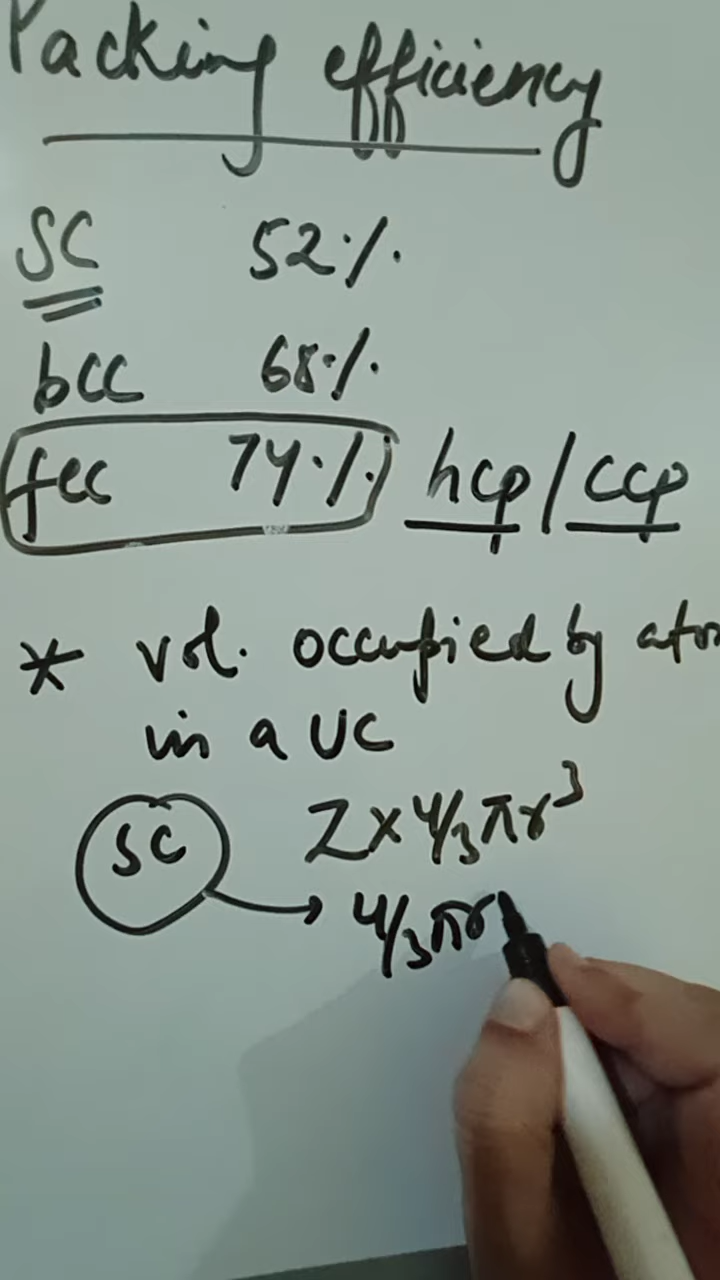 Packing efficiency
SC 52%.
bcc 68%.
fcc 74%. hcp/ccp
* vol. occupied by atom
in a UC
SC Z×4/3πr³
4/3πr